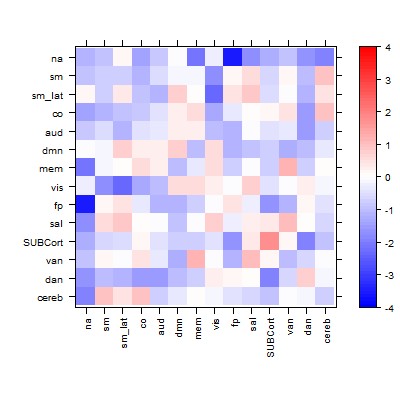 na
sm
sm_lat
co
aud
dmn
mem
vis
fp
sal
SUBCort
van
dan
cereb
na
sm
sm_lat
co
aud
dmn
mem
vis
fp
sal
SUBCort
van
dan
cereb
4
3
2
1
0
-1
-2
-3
-4